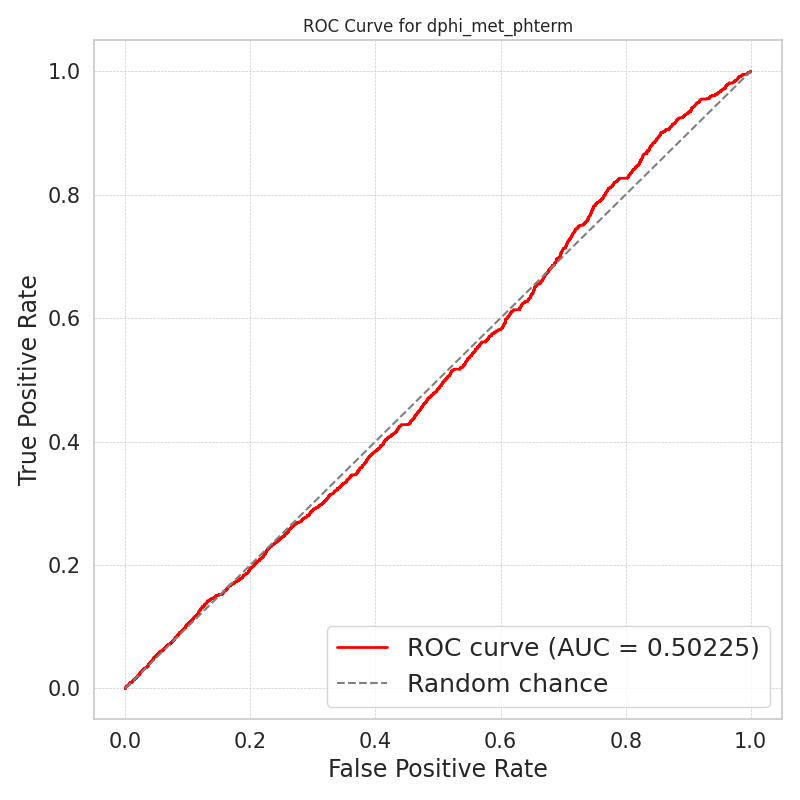 ROC Curve for dphi_met_phterm
1.0
0.8
0.6
0.4
0.2
0.0
True Positive Rate
ROC curve (AUC = 0.50225)
Random chance
0.0 0.2 0.4 0.6 0.8 1.0
False Positive Rate